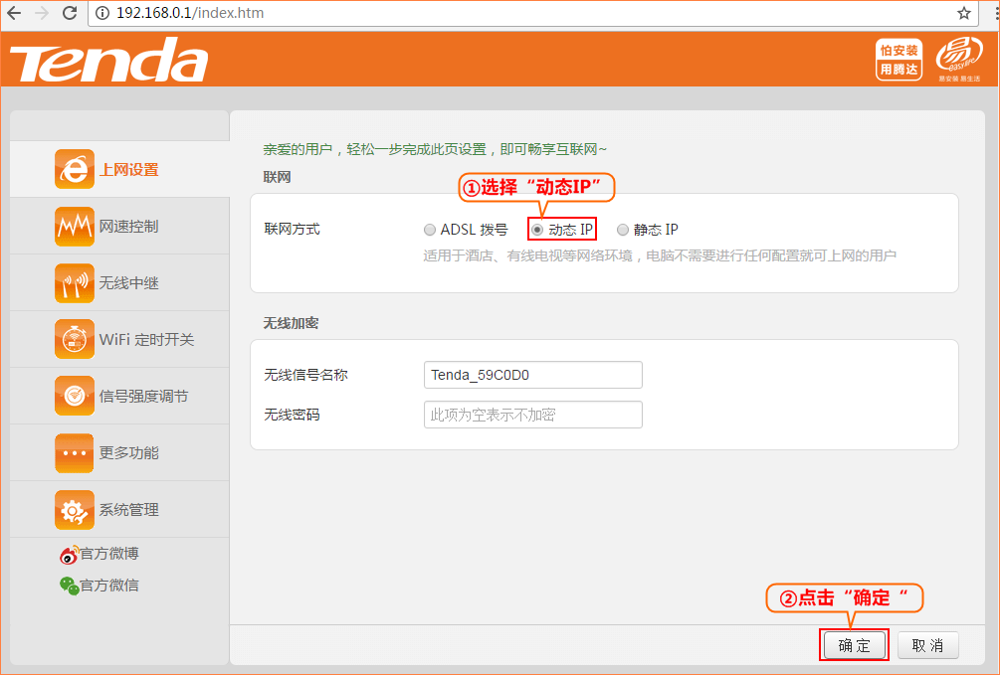 192.168.0.1/index.htm
Tenda
怕安装
用腾达
易
easylife
易安装 易生活
上网设置
网速控制
无线中继
WiFi 定时开关
信号强度调节
更多功能
系统管理
官方微博
官方微信
亲爱的用户，轻松一步完成此页设置，即可畅享互联网~
联网
①选择“动态IP”
联网方式
ADSL 拨号 动态 IP 静态 IP
适用于酒店、有线电视等网络环境，电脑不需要进行任何配置就可上网的用户
无线加密
无线信号名称 Tenda_59C0D0
无线密码 此项为空表示不加密
②点击“确定“
确定 取消